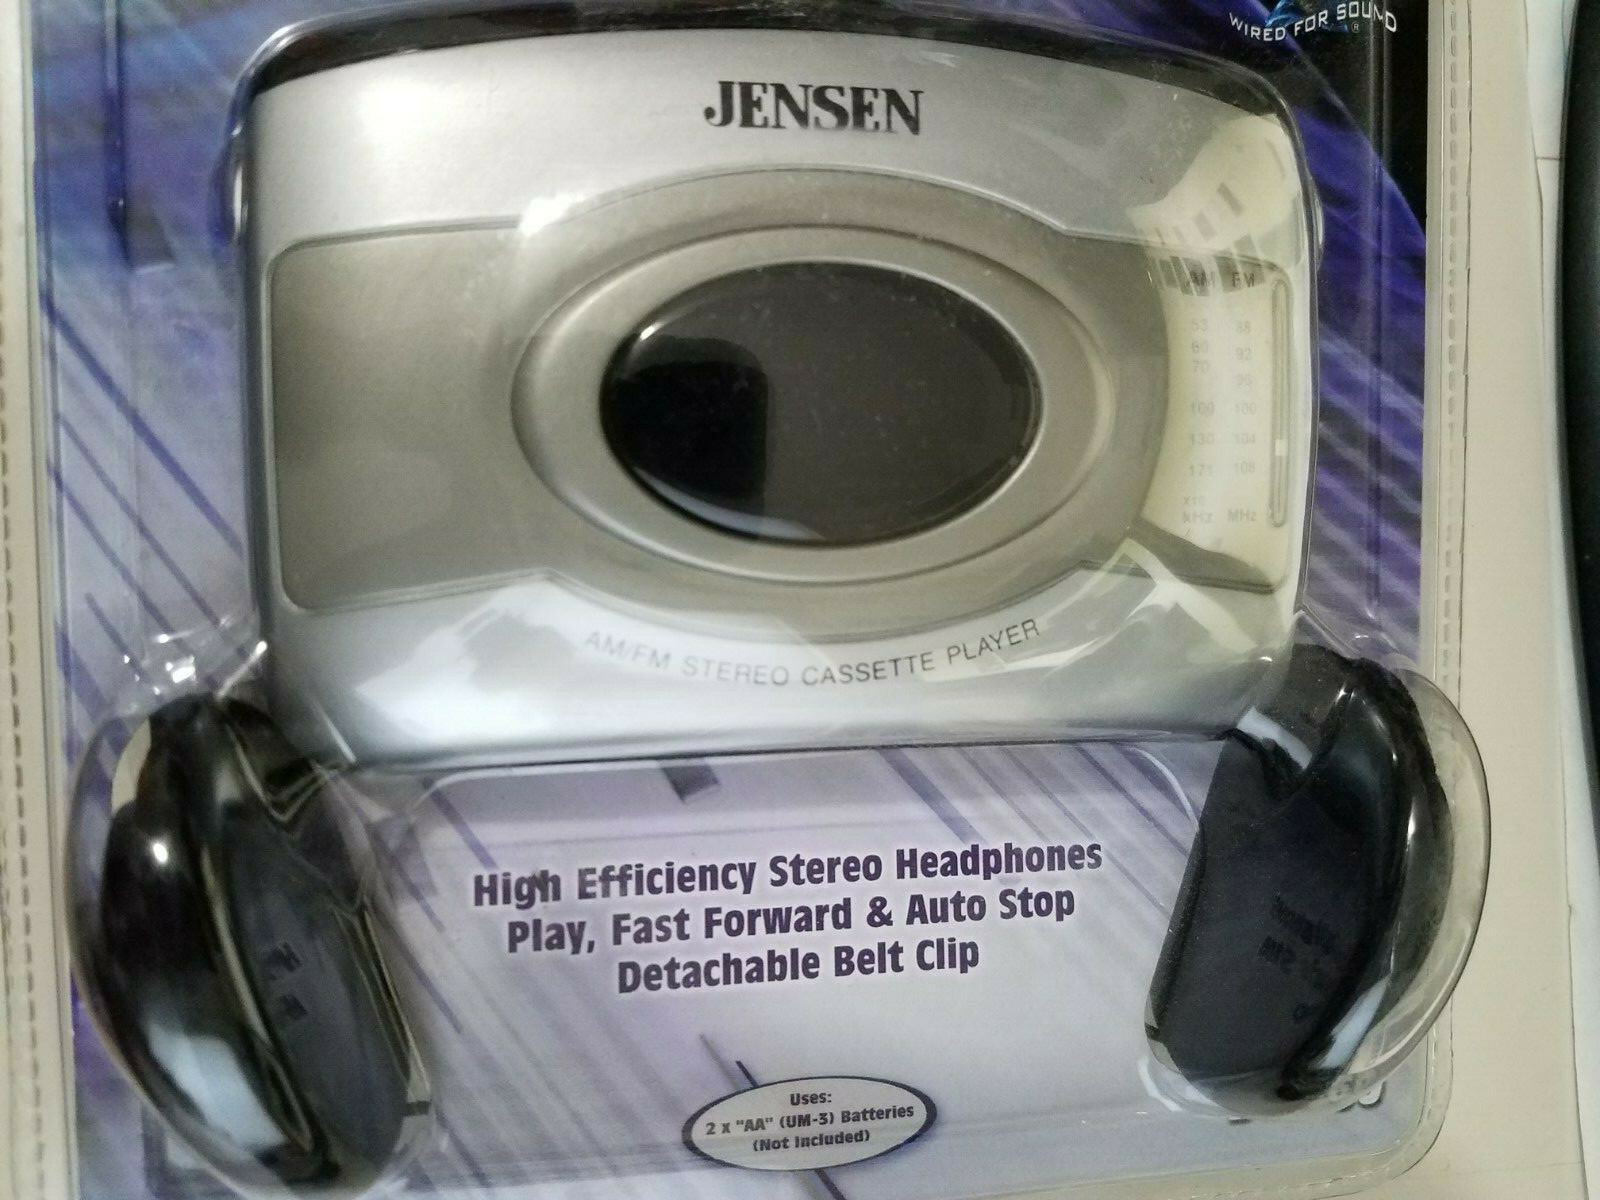 WIRED FOR SOUND
®
JENSEN
AM FM
53 88
60 92
70 96
100 100
130 104
171 108
X10
kHz MHz
AM/FM STEREO CASSETTE PLAYER
High Efficiency Stereo Headphones
Play, Fast Forward & Auto Stop
Detachable Belt Clip
Uses:
2 x "AA" (UM-3) Batteries
(Not Included)